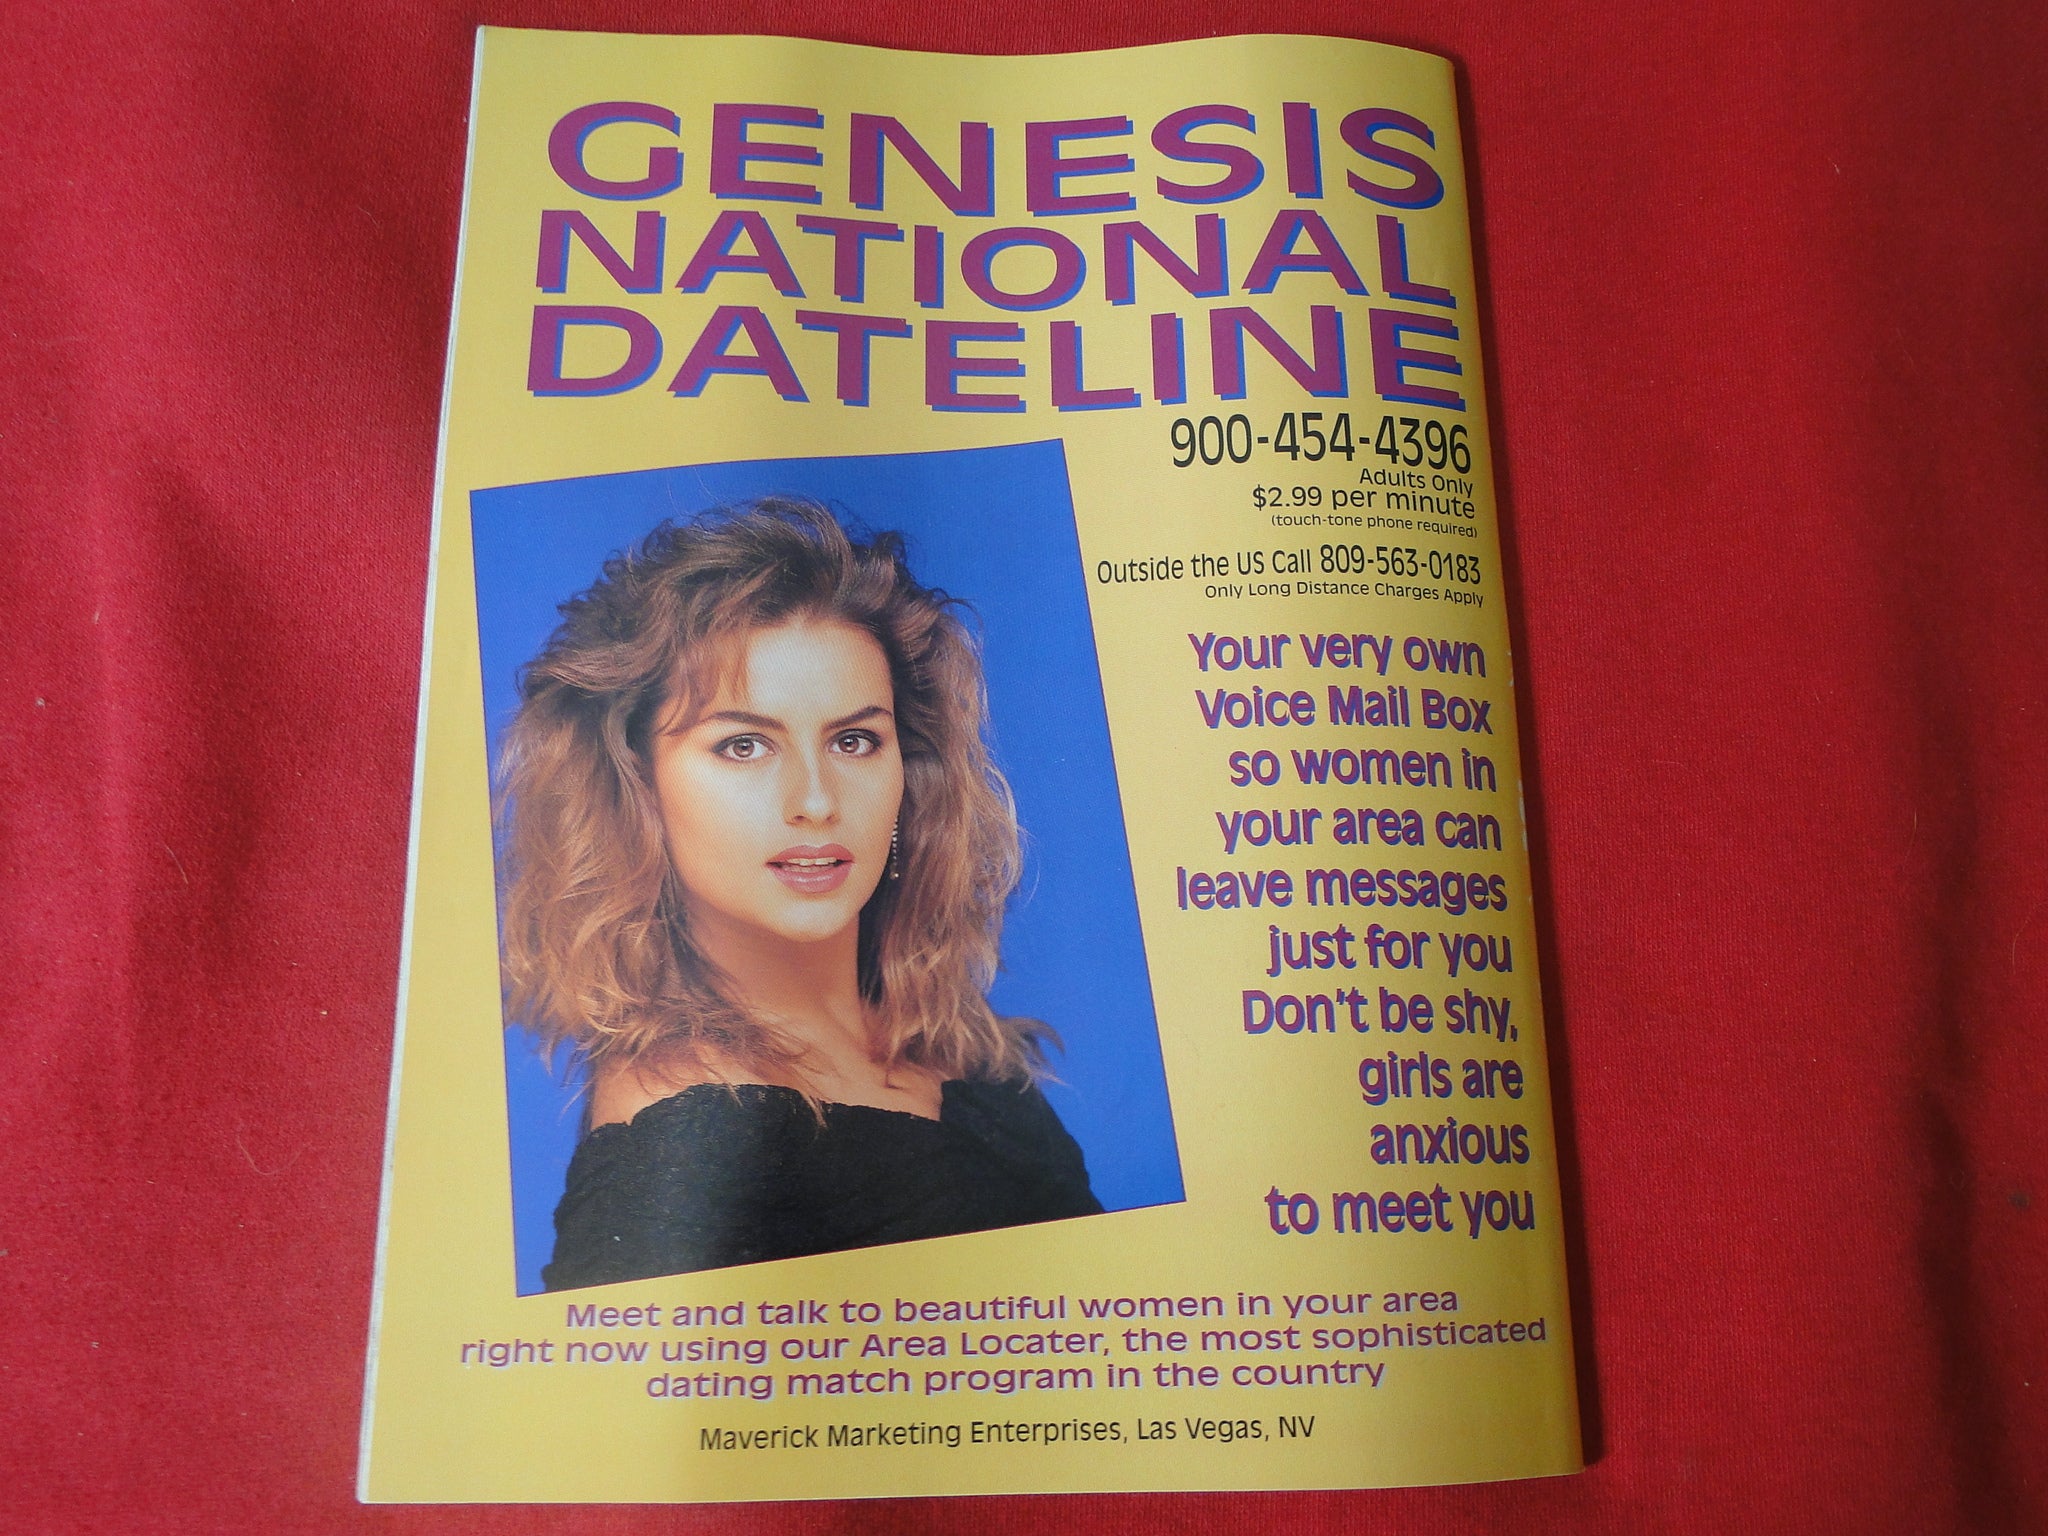 GENESIS
NATIONAL
DATELINE
900-454-4396
Adults Only
$2.99 per minute
(touch-tone phone required)
Outside the US Call 809-563-0183
Only Long Distance Charges Apply
Your very own
Voice Mail Box
so women in
your area can
leave messages
just for you
Don't be shy,
girls are
anxious
to meet you
Meet and talk to beautiful women in your area
right now using our Area Locater, the most sophisticated
dating match program in the country
Maverick Marketing Enterprises, Las Vegas, NV